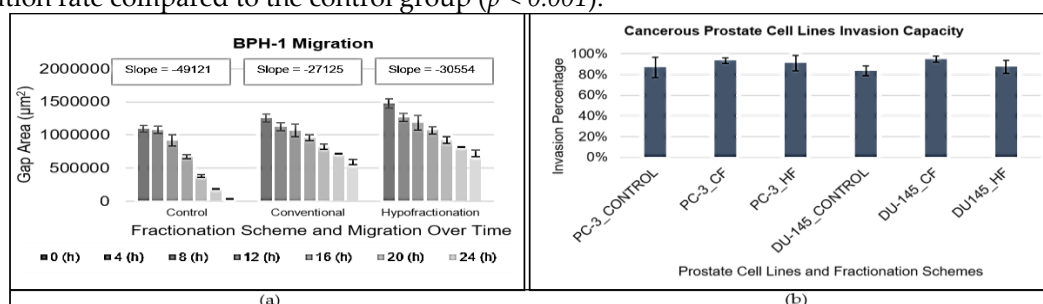 tion rate compared to the control group (p < 0.001).
BPH-1 Migration
Slope = -49121
Slope = -27125
Slope = -30554
Gap Area (µm²)
2000000
1500000
1000000
500000
0
Control
Conventional
Hypofractionation
Fractionation Scheme and Migration Over Time
0 (h)
4 (h)
8 (h)
12 (h)
16 (h)
20 (h)
24 (h)
(a)
Cancerous Prostate Cell Lines Invasion Capacity
Invasion Percentage
100%
80%
60%
40%
20%
0%
PC-3_CONTROL
PC-3_CF
PC-3_HF
DU-145_CONTROL
DU-145_CF
DU145_HF
Prostate Cell Lines and Fractionation Schemes
(b)